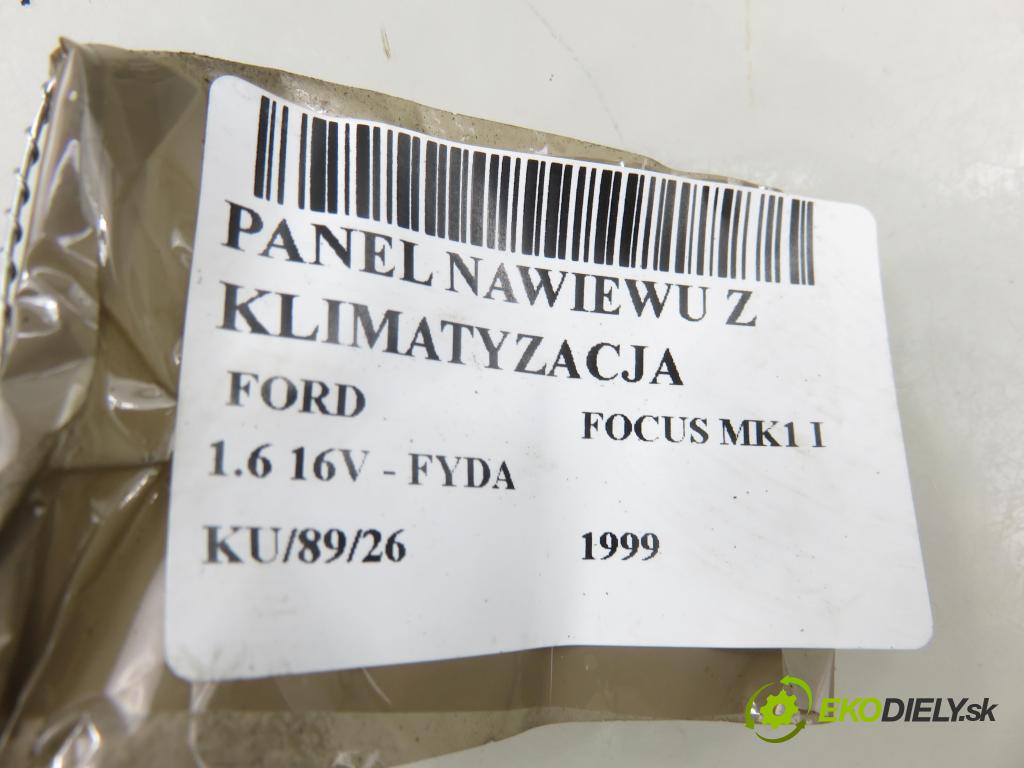 PANEL NAWIEWU Z
KLIMATYZACJA
FORD
FOCUS MK1 I
1.6 16V - FYDA
KU/89/26
1999
EKODIELY.sk